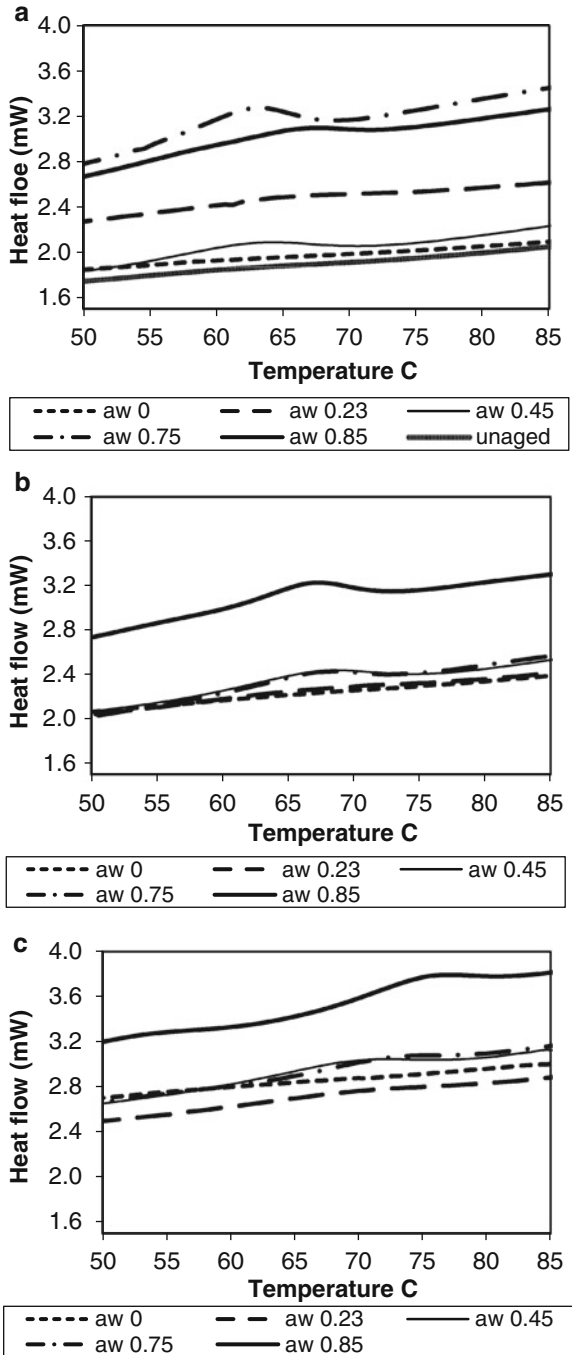 a
4.0
3.6
3.2
2.8
2.4
2.0
1.6
Heat floe (mW)
50 55 60 65 70 75 80 85
Temperature C
aw 0 aw 0.23 aw 0.45
aw 0.75 aw 0.85 unaged
b
4.0
3.6
3.2
2.8
2.4
2.0
1.6
Heat flow (mW)
50 55 60 65 70 75 80 85
Temperature C
aw 0 aw 0.23 aw 0.45
aw 0.75 aw 0.85
c
4.0
3.6
3.2
2.8
2.4
2.0
1.6
Heat flow (mW)
50 55 60 65 70 75 80 85
Temperature C
aw 0 aw 0.23 aw 0.45
aw 0.75 aw 0.85